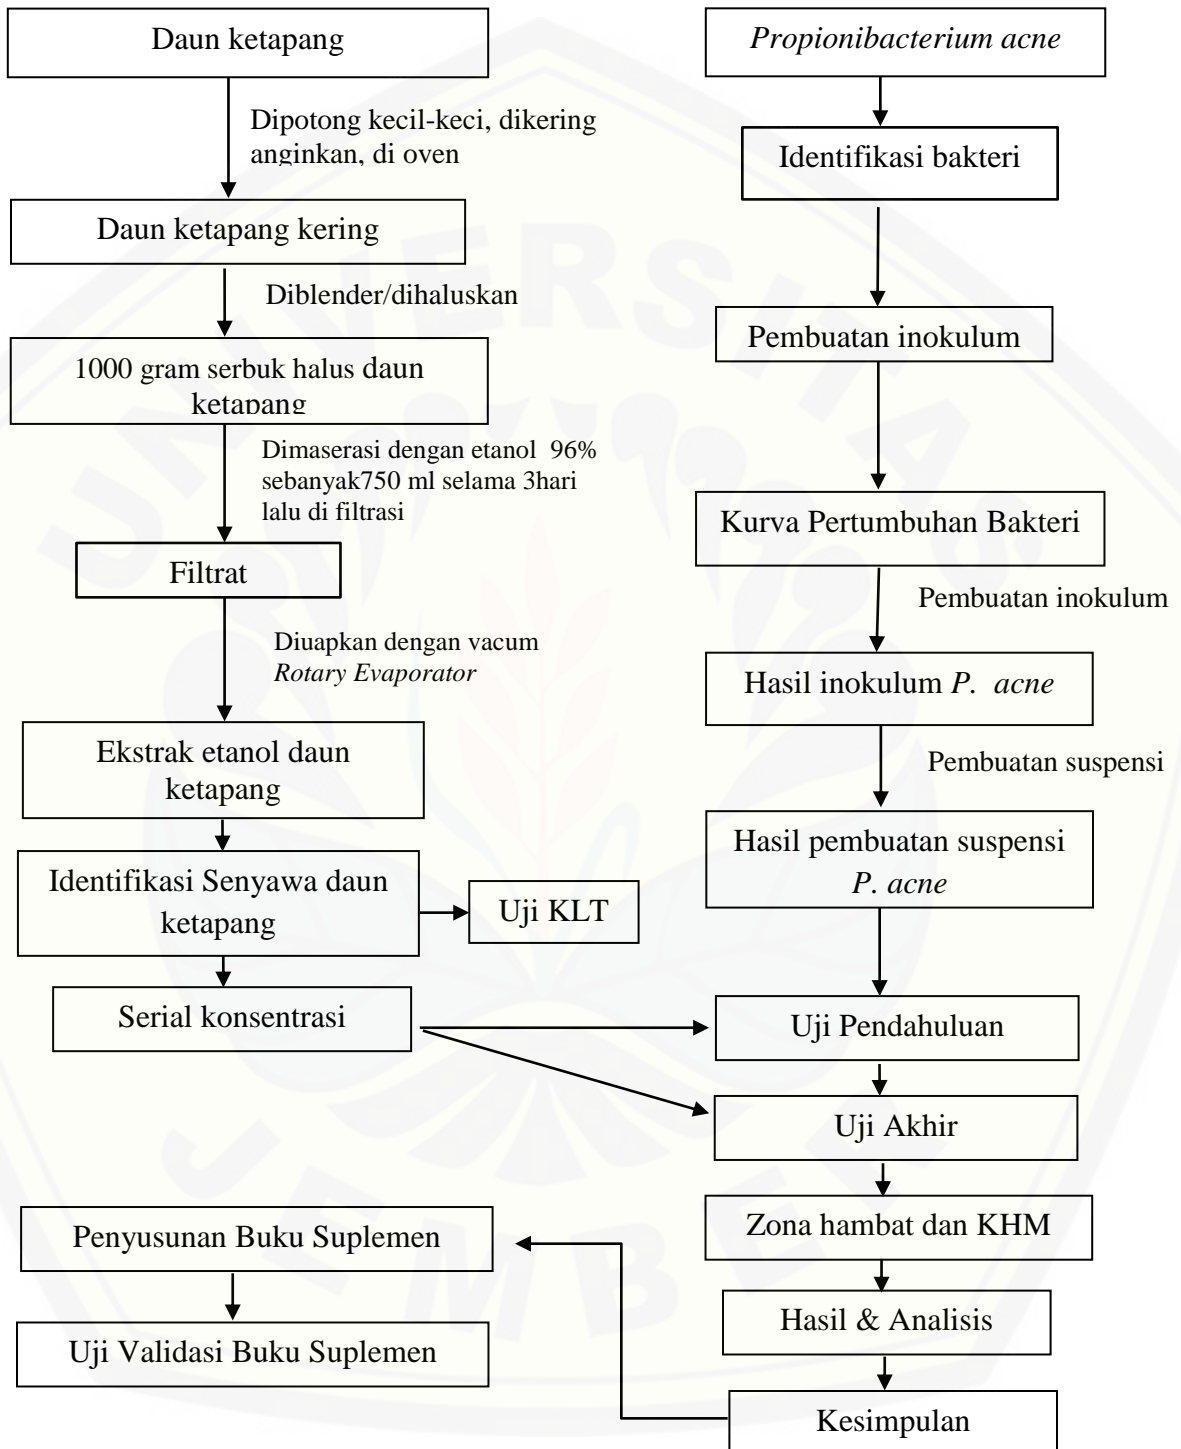 Daun ketapang
Dipotong kecil-keci, dikering
anginkan, di oven
Daun ketapang kering
Diblender/dihaluskan
1000 gram serbuk halus daun
ketapang
Dimaserasi dengan etanol 96%
sebanyak750 ml selama 3hari
lalu di filtrasi
Filtrat
Diuapkan dengan vacum
Rotary Evaporator
Ekstrak etanol daun
ketapang
Identifikasi Senyawa daun
ketapang
Uji KLT
Serial konsentrasi
Propionibacterium acne
Identifikasi bakteri
Pembuatan inokulum
Kurva Pertumbuhan Bakteri
Pembuatan inokulum
Hasil inokulum P. acne
Pembuatan suspensi
Hasil pembuatan suspensi
P. acne
Uji Pendahuluan
Uji Akhir
Zona hambat dan KHM
Hasil & Analisis
Kesimpulan
Penyusunan Buku Suplemen
Uji Validasi Buku Suplemen
UNIVERSITAS
JEMBER